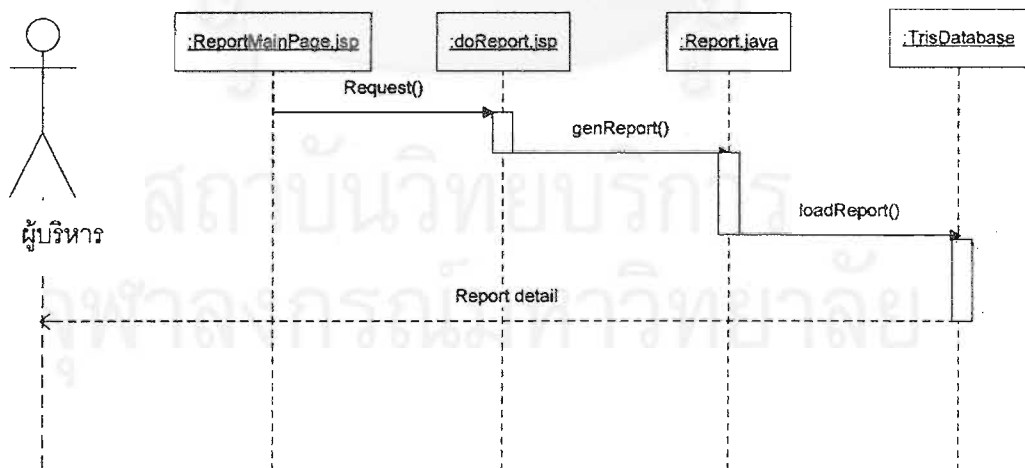 :ReportMainPage.jsp
:doReport.jsp
:Report.java
:TrisDatabase
Request()
genReport()
loadReport()
ผู้บริหาร
Report detail
สถาบันวิทยบริการ
จุฬาลงกรณ์มหาวิทยาลัย